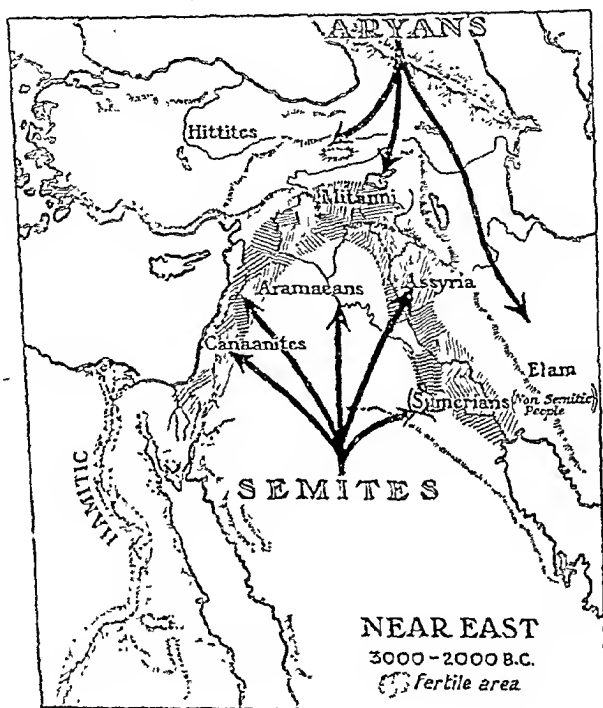 ARYANS
Hittites
Mitanni
Aramaeans
Assyria
Canaanites
Elam
(Sumerians)
(Non Semitic
People
SEMITES
HAMITIC
NEAR EAST
3000-2000 B.C.
Fertile area